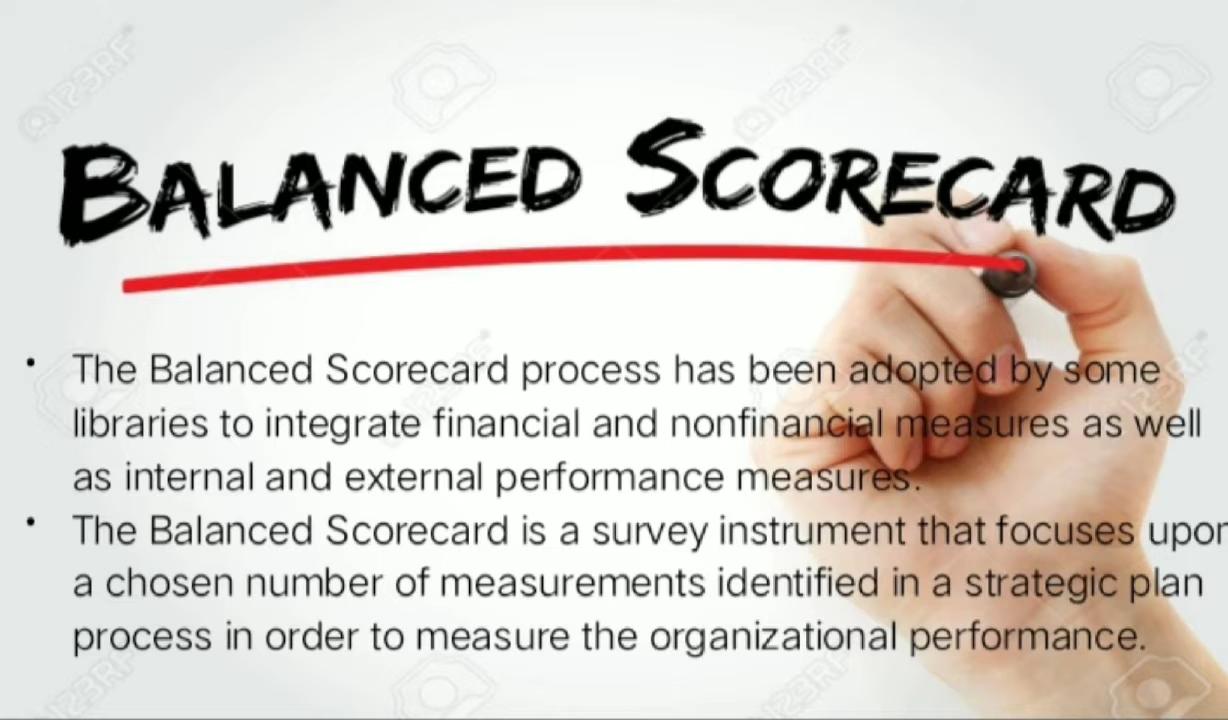 BALANCED SCORECARD
• The Balanced Scorecard process has been adopted by some
libraries to integrate financial and nonfinancial measures as well
as internal and external performance measures.
• The Balanced Scorecard is a survey instrument that focuses upon
a chosen number of measurements identified in a strategic plan
process in order to measure the organizational performance.